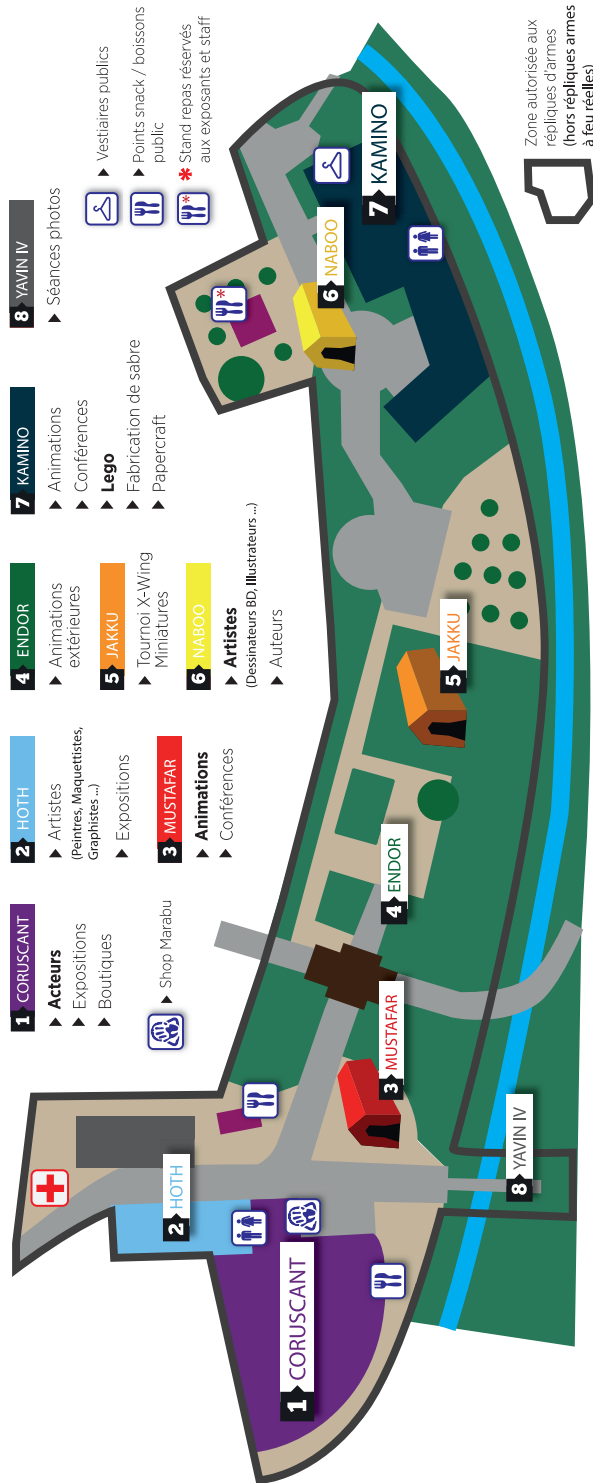 1 CORUSCANT
▶ Acteurs
▶ Expositions
▶ Boutiques
▶ Shop Marabu
2 HOTH
▶ Artistes
(Peintres, Maquettistes,
Graphistes ...)
▶ Expositions
3 MUSTAFAR
▶ Animations
▶ Conférences
4 ENDOR
▶ Animations
extérieures
5 JAKKU
▶ Tournoi X-Wing
Miniatures
6 NABOO
▶ Artistes
(Dessinateurs BD, Illustrateurs ...)
▶ Auteurs
7 KAMINO
▶ Animations
▶ Conférences
▶ Lego
▶ Fabrication de sabre
▶ Papercraft
8 YAVIN IV
▶ Séances photos
▶ Vestiaires publics
▶ Points snack / boissons
public
* Stand repas réservés
aux exposants et staff
1 CORUSCANT
2 HOTH
3 MUSTAFAR
4 ENDOR
5 JAKKU
6 NABOO
7 KAMINO
8 YAVIN IV
Zone autorisée aux
répliques d'armes
(hors répliques armes
à feu réelles)